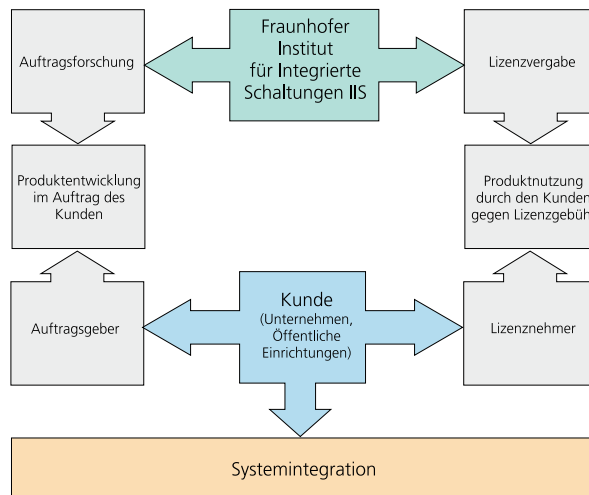 Fraunhofer
Institut
für Integrierte
Schaltungen IIS
Auftragsforschung
Lizenzvergabe
Produktentwicklung
im Auftrag des
Kunden
Produktnutzung
durch den Kunden
gegen Lizenzgebühr
Kunde
(Unternehmen,
Öffentliche
Einrichtungen)
Auftragsgeber
Lizenznehmer
Systemintegration